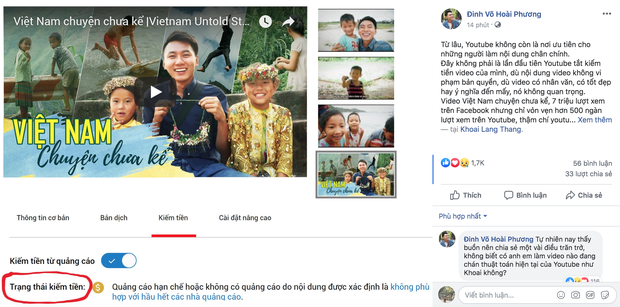 Việt Nam chuyện chưa kể |Vietnam Untold St...
VIỆT NAM
Chuyện chưa kể
VIỆT NAM
Chuyện chưa kể
Thông tin cơ bản
Bản dịch
Kiếm tiền
Cài đặt nâng cao
Kiếm tiền từ quảng cáo
Trạng thái kiếm tiền:
$
Quảng cáo hạn chế hoặc không có quảng cáo do nội dung được xác định là không phù
hợp với hầu hết các nhà quảng cáo.
Đinh Võ Hoài Phương
Từ lâu, Youtube không còn là nơi ưu tiên cho
những người làm nội dung chân chính.
Đây không phải là lần đầu tiên Youtube tắt kiếm
tiền video của mình, dù nội dung video không vi
phạm bản quyền, dù video có nhân văn, có tốt đẹp
hay ý nghĩa đến mấy, nó không quan trọng.
Video Việt Nam chuyện chưa kể, 7 triệu lượt xem
trên Facebook nhưng chỉ vỏn vẹn hơn 500 ngàn
lượt xem trên Youtube, thậm chí youtu... Xem thêm
— tại Khoai Lang Thang.
1,7K
56 bình luận
33 lượt chia sẻ
Thích
Bình luận
Chia sẻ
Phù hợp nhất
Đinh Võ Hoài Phương Tự nhiên nay thấy
buồn nên chia sẻ một vài điều trăn trở,
không biết có anh em làm video nào đang
chán thuật toán hiện tại của Youtube như
Khoai không?
Viết bình luận...